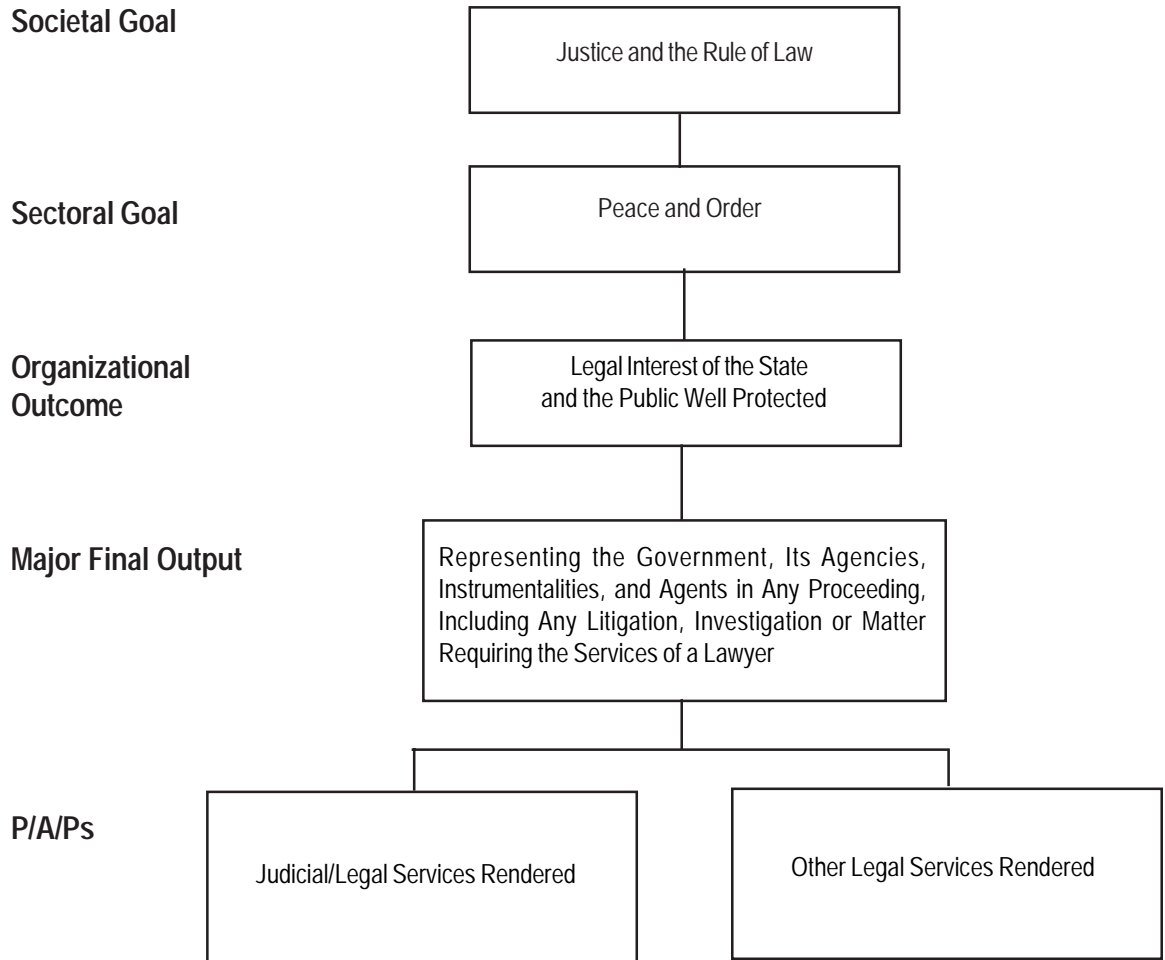 Societal Goal
Justice and the Rule of Law
Sectoral Goal
Peace and Order
Organizational
Outcome
Legal Interest of the State
and the Public Well Protected
Major Final Output
Representing the Government, Its Agencies,
Instrumentalities, and Agents in Any Proceeding,
Including Any Litigation, Investigation or Matter
Requiring the Services of a Lawyer
P/A/Ps
Judicial/Legal Services Rendered
Other Legal Services Rendered